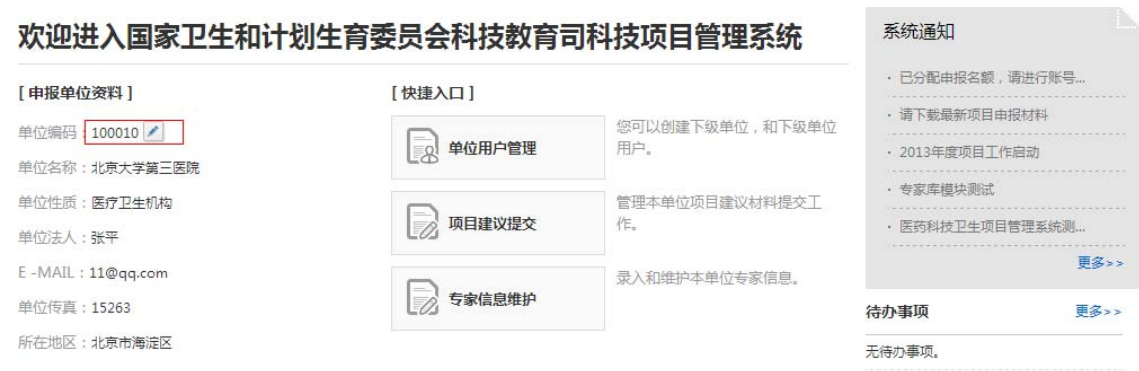 欢迎进入国家卫生和计划生育委员会科技教育司科技项目管理系统
[ 申报单位资料 ]
单位编码：100010
单位名称：北京大学第三医院
单位性质：医疗卫生机构
单位法人：张平
E -MAIL：11@qq.com
单位传真：15263
所在地区：北京市海淀区
[ 快捷入口 ]
单位用户管理
您可以创建下级单位，和下级单位
用户。
项目建议提交
管理本单位项目建议材料提交工
作。
专家信息维护
录入和维护本单位专家信息。
系统通知
· 已分配申报名额，请进行账号...
· 请下载最新项目申报材料
· 2013年度项目工作启动
· 专家库模块测试
· 医药科技卫生项目管理系统测...
更多>>
待办事项
更多>>
无待办事项。